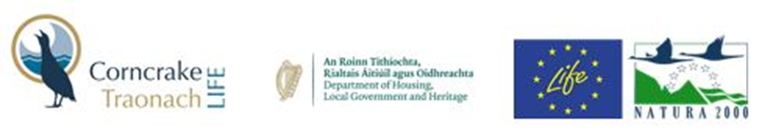 Corncrake
Traonach
LIFE
An Roinn Tithíochta,
Rialtais Áitiúil agus Oidhreachta
Department of Housing,
Local Government and Heritage
Life
NATURA 2000